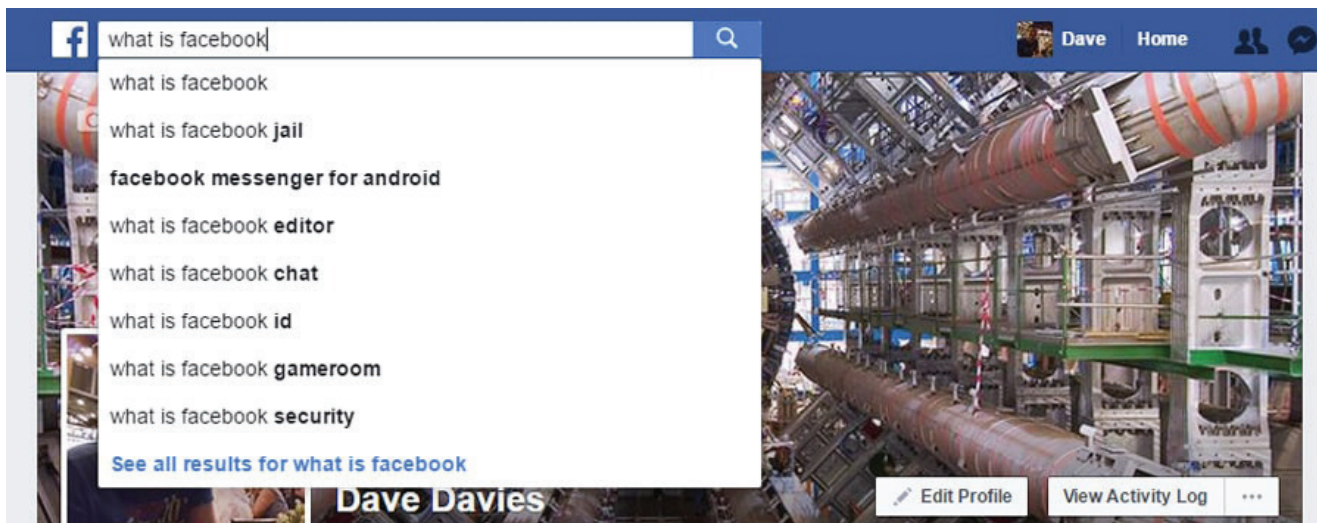 f what is facebook Dave Home
what is facebook
what is facebook jail
facebook messenger for android
what is facebook editor
what is facebook chat
what is facebook id
what is facebook gameroom
what is facebook security
See all results for what is facebook
Dave Davies
Edit Profile View Activity Log ...